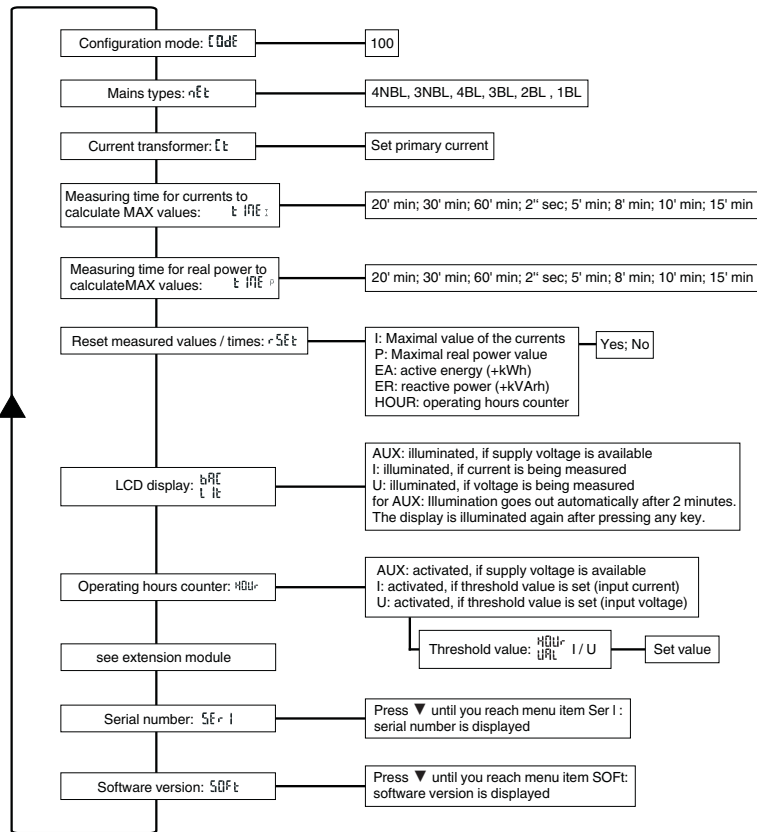 Configuration mode: CODE
100
Mains types: nEt
4NBL, 3NBL, 4BL, 3BL, 2BL , 1BL
Current transformer: Ct
Set primary current
Measuring time for currents to
calculate MAX values: tIME I
20' min; 30' min; 60' min; 2" sec; 5' min; 8' min; 10' min; 15' min
Measuring time for real power to
calculateMAX values: tIME P
20' min; 30' min; 60' min; 2" sec; 5' min; 8' min; 10' min; 15' min
Reset measured values / times: rSEt
I: Maximal value of the currents
P: Maximal real power value
EA: active energy (+kWh)
ER: reactive power (+kVArh)
HOUR: operating hours counter
Yes; No
LCD display: bAC
LIt
AUX: illuminated, if supply voltage is available
I: illuminated, if current is being measured
U: illuminated, if voltage is being measured
for AUX: Illumination goes out automatically after 2 minutes.
The display is illuminated again after pressing any key.
Operating hours counter: HOUr
AUX: activated, if supply voltage is available
I: activated, if threshold value is set (input current)
U: activated, if threshold value is set (input voltage)
Threshold value: HOUr VAL I / U
Set value
see extension module
Serial number: SEr I
Press ▼ until you reach menu item Ser I :
serial number is displayed
Software version: SOFt
Press ▼ until you reach menu item SOFt:
software version is displayed